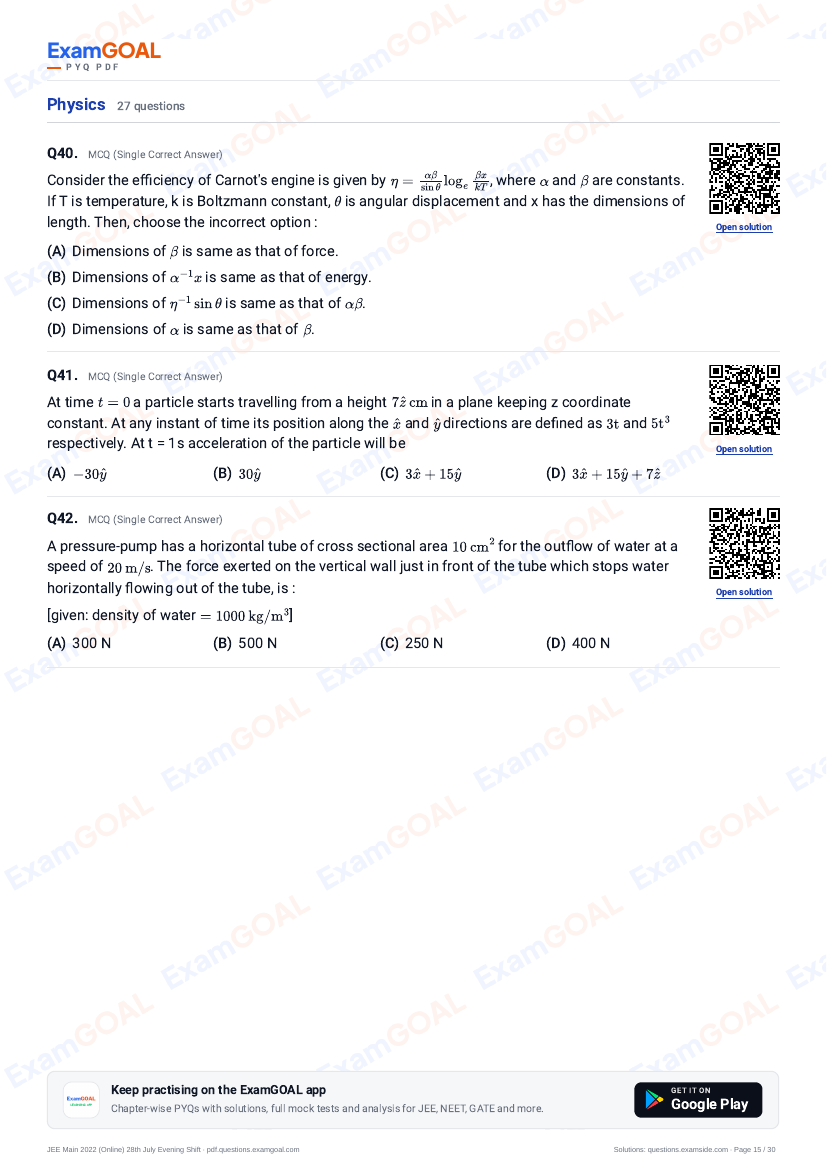 ExamGOAL
PYQ PDF
Physics 27 questions
Q40. MCQ (Single Correct Answer)
Consider the efficiency of Carnot's engine is given by η = αβ/sin θ log_e βx/kT, where α and β are constants.
If T is temperature, k is Boltzmann constant, θ is angular displacement and x has the dimensions of
length. Then, choose the incorrect option :
Open solution
(A) Dimensions of β is same as that of force.
(B) Dimensions of α⁻¹x is same as that of energy.
(C) Dimensions of η⁻¹ sin θ is same as that of αβ.
(D) Dimensions of α is same as that of β.
Q41. MCQ (Single Correct Answer)
At time t = 0 a particle starts travelling from a height 7ẑ cm in a plane keeping z coordinate
constant. At any instant of time its position along the x̂ and ŷ directions are defined as 3t and 5t³
respectively. At t = 1s acceleration of the particle will be
Open solution
(A) −30ŷ (B) 30ŷ (C) 3x̂ + 15ŷ (D) 3x̂ + 15ŷ + 7ẑ
Q42. MCQ (Single Correct Answer)
A pressure-pump has a horizontal tube of cross sectional area 10 cm² for the outflow of water at a
speed of 20 m/s. The force exerted on the vertical wall just in front of the tube which stops water
horizontally flowing out of the tube, is :
Open solution
[given: density of water = 1000 kg/m³]
(A) 300 N (B) 500 N (C) 250 N (D) 400 N
Keep practising on the ExamGOAL app
Chapter-wise PYQs with solutions, full mock tests and analysis for JEE, NEET, GATE and more.
ExamGOAL
GET IT ON
Google Play
JEE Main 2022 (Online) 28th July Evening Shift · pdf.questions.examgoal.com Solutions: questions.examside.com · Page 15 / 30